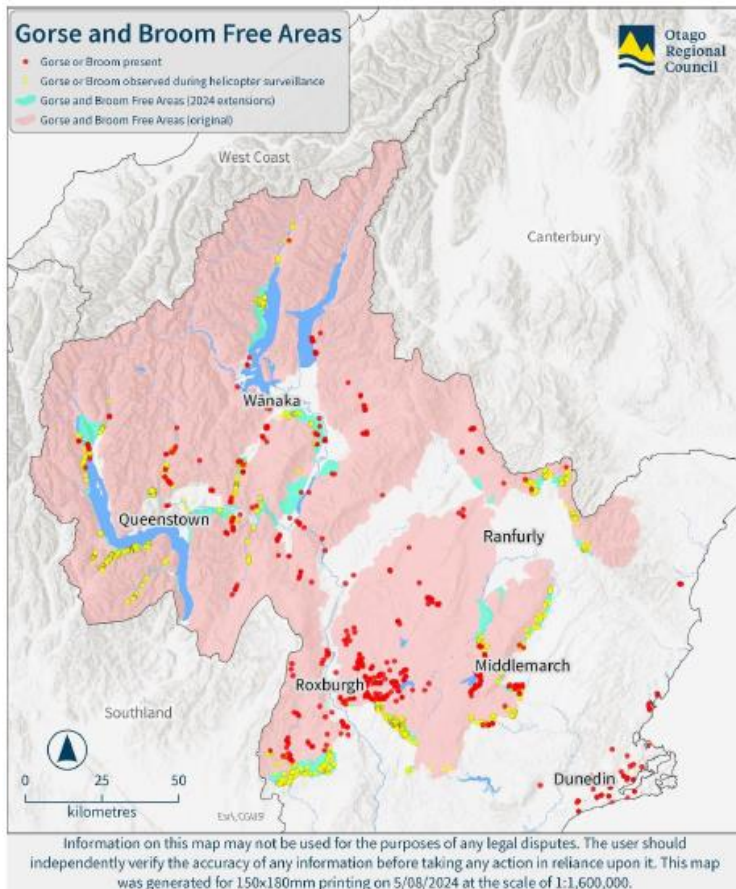 Gorse and Broom Free Areas
Gorse or Broom present
Gorse or Broom observed during helicopter surveillance
Gorse and Broom Free Areas (2024 extensions)
Gorse and Broom Free Areas (original)
Otago
Regional
Council
West Coast
Canterbury
Wānaka
Queenstown
Ranfurly
Middlemarch
Roxburgh
Southland
Dunedin
0 25 50
kilometres
Information on this map may not be used for the purposes of any legal disputes. The user should
independently verify the accuracy of any information before taking any action in reliance upon it. This map
was generated for 150x180mm printing on 5/08/2024 at the scale of 1:1,600,000.